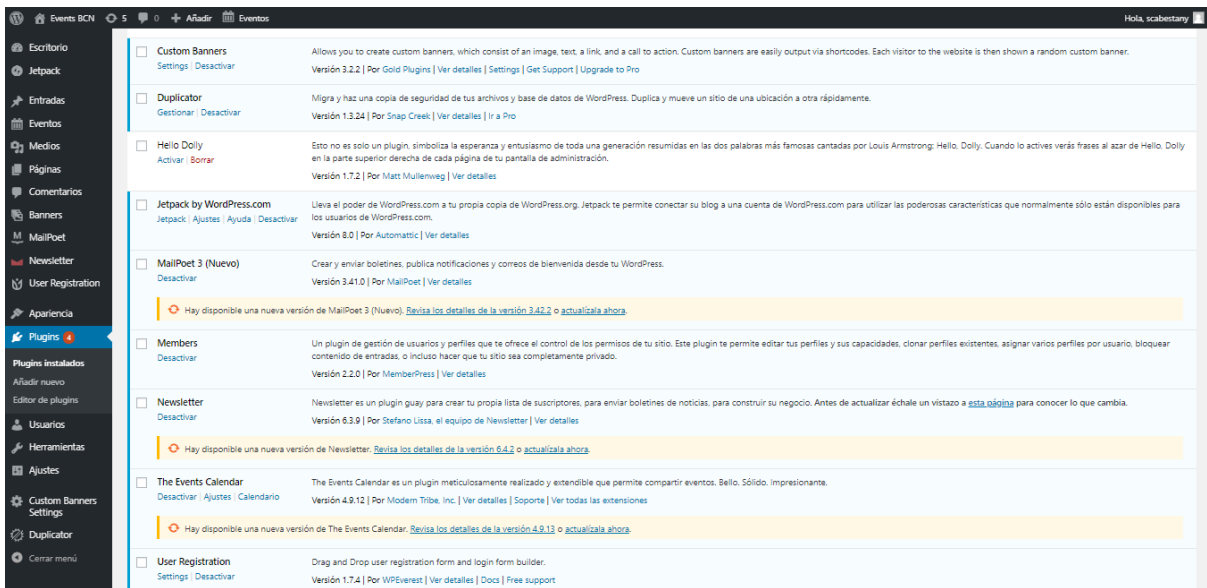 Events BCN 5 0 Añadir Eventos Hola, scabestany
Escritorio
Jetpack
Entradas
Eventos
Medios
Páginas
Comentarios
Banners
MailPoet
Newsletter
User Registration
Apariencia
Plugins 4
Plugins instalados
Añadir nuevo
Editor de plugins
Usuarios
Herramientas
Ajustes
Custom Banners
Settings
Duplicator
Cerrar menú
Custom Banners
Settings | Desactivar
Allows you to create custom banners, which consist of an image, text, a link, and a call to action. Custom banners are easily output via shortcodes. Each visitor to the website is then shown a random custom banner.
Versión 3.2.2 | Por Gold Plugins | Ver detalles | Settings | Get Support | Upgrade to Pro
Duplicator
Gestionar | Desactivar
Migra y haz una copia de seguridad de tus archivos y base de datos de WordPress. Duplica y mueve un sitio de una ubicación a otra rápidamente.
Versión 1.3.24 | Por Snap Creek | Ver detalles | Ir a Pro
Hello Dolly
Activar | Borrar
Esto no es solo un plugin, simboliza la esperanza y entusiasmo de toda una generación resumidas en las dos palabras más famosas cantadas por Louis Armstrong: Hello, Dolly. Cuando lo actives verás frases al azar de Hello, Dolly
en la parte superior derecha de cada página de tu pantalla de administración.
Versión 1.7.2 | Por Matt Mullenweg | Ver detalles
Jetpack by WordPress.com
Jetpack | Ajustes | Ayuda | Desactivar
Lleva el poder de WordPress.com a tu propia copia de WordPress.org. Jetpack te permite conectar su blog a una cuenta de WordPress.com para utilizar las poderosas características que normalmente sólo están disponibles para
los usuarios de WordPress.com.
Versión 8.0 | Por Automattic | Ver detalles
MailPoet 3 (Nuevo)
Desactivar
Crear y enviar boletines, publica notificaciones y correos de bienvenida desde tu WordPress.
Versión 3.41.0 | Por MailPoet | Ver detalles
Hay disponible una nueva versión de MailPoet 3 (Nuevo). Revisa los detalles de la versión 3.42.2 o actualízala ahora.
Members
Desactivar
Un plugin de gestión de usuarios y perfiles que te ofrece el control de los permisos de tu sitio. Este plugin te permite editar tus perfiles y sus capacidades, clonar perfiles existentes, asignar varios perfiles por usuario, bloquear
contenido de entradas, o incluso hacer que tu sitio sea completamente privado.
Versión 2.2.0 | Por MemberPress | Ver detalles
Newsletter
Desactivar
Newsletter es un plugin guay para crear tu propia lista de suscriptores, para enviar boletines de noticias, para construir su negocio. Antes de actualizar échale un vistazo a esta página para conocer lo que cambia.
Versión 6.3.9 | Por Stefano Lissa, el equipo de Newsletter | Ver detalles
Hay disponible una nueva versión de Newsletter. Revisa los detalles de la versión 6.4.2 o actualízala ahora.
The Events Calendar
Desactivar | Ajustes | Calendario
The Events Calendar es un plugin meticulosamente realizado y extendible que permite compartir eventos. Bello. Sólido. Impresionante.
Versión 4.9.12 | Por Modern Tribe, Inc. | Ver detalles | Soporte | Ver todas las extensiones
Hay disponible una nueva versión de The Events Calendar. Revisa los detalles de la versión 4.9.13 o actualízala ahora.
User Registration
Settings | Desactivar
Drag and Drop user registration form and login form builder.
Versión 1.7.4 | Por WPEverest | Ver detalles | Docs | Free support